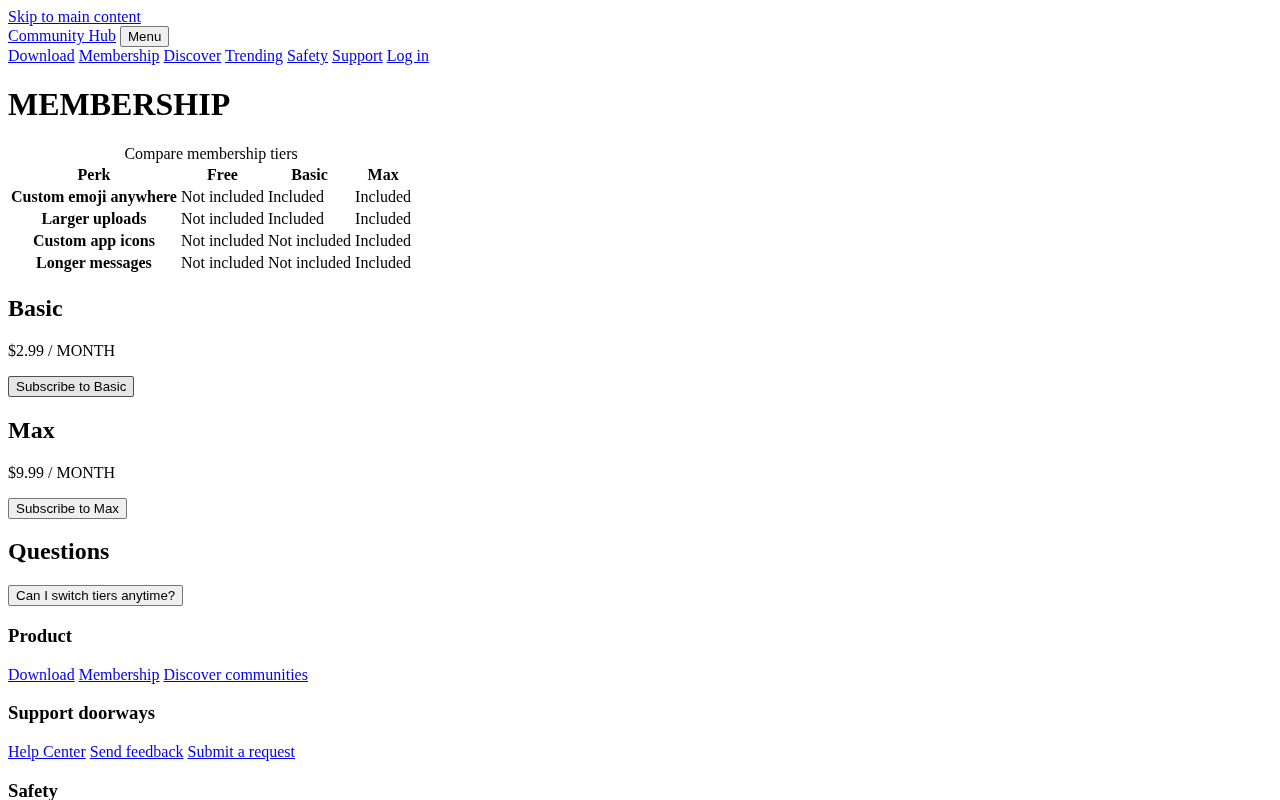 Skip to main content
Community Hub Menu
Download Membership Discover Trending Safety Support Log in
MEMBERSHIP
Compare membership tiers
Perk Free Basic Max
Custom emoji anywhere Not included Included Included
Larger uploads Not included Included Included
Custom app icons Not included Not included Included
Longer messages Not included Not included Included
Basic
$2.99 / MONTH
Subscribe to Basic
Max
$9.99 / MONTH
Subscribe to Max
Questions
Can I switch tiers anytime?
Product
Download Membership Discover communities
Support doorways
Help Center Send feedback Submit a request
Safety